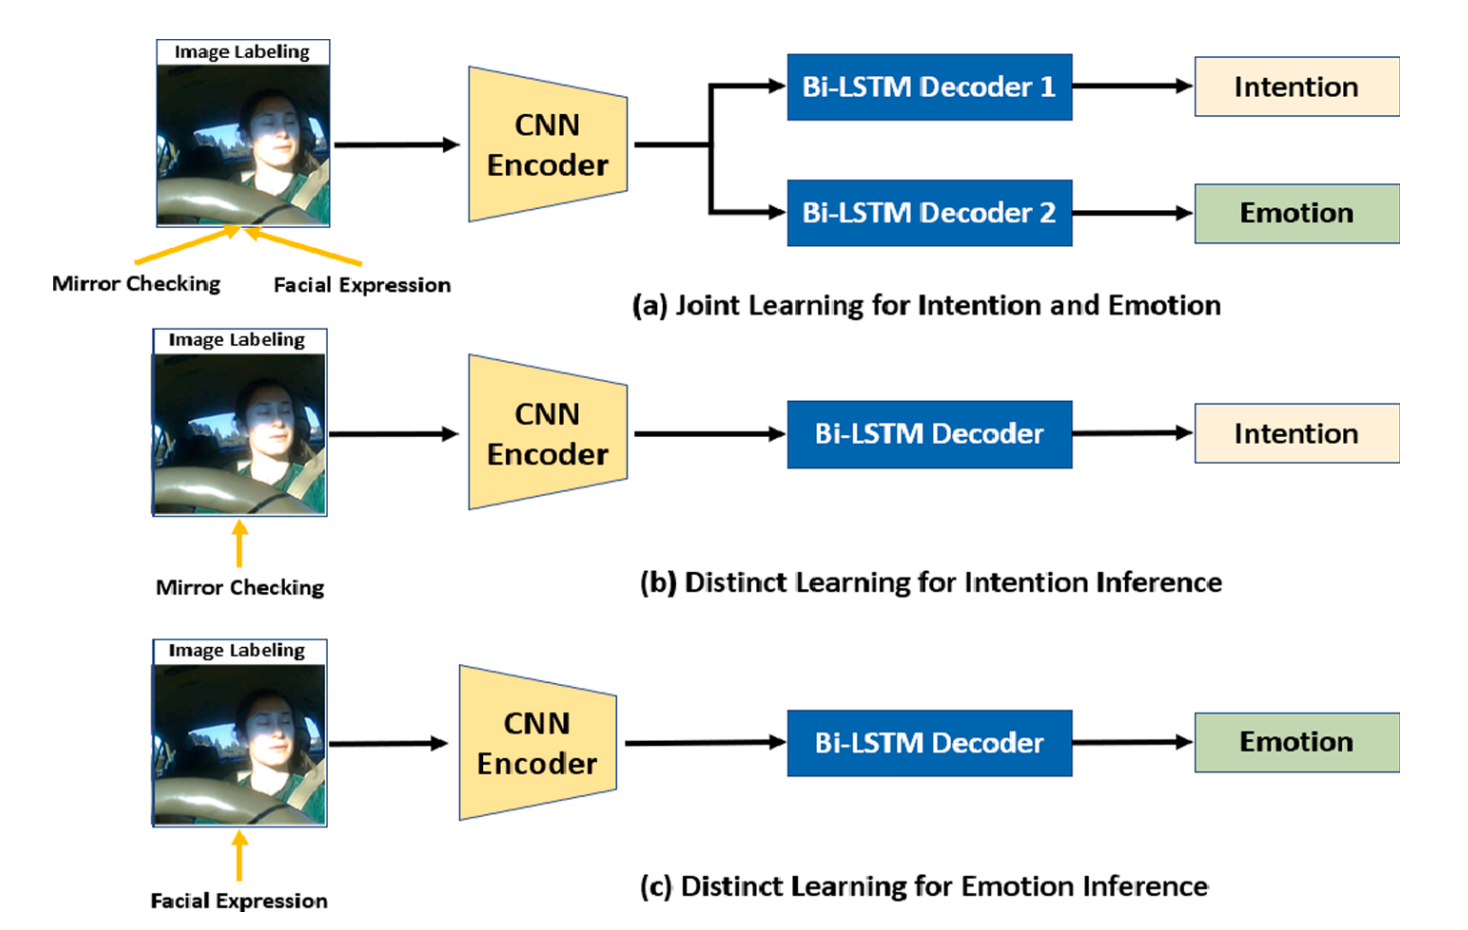 Image Labeling
CNN
Encoder
Bi-LSTM Decoder 1
Intention
Bi-LSTM Decoder 2
Emotion
Mirror Checking
Facial Expression
(a) Joint Learning for Intention and Emotion
Image Labeling
CNN
Encoder
Bi-LSTM Decoder
Intention
Mirror Checking
(b) Distinct Learning for Intention Inference
Image Labeling
CNN
Encoder
Bi-LSTM Decoder
Emotion
Facial Expression
(c) Distinct Learning for Emotion Inference